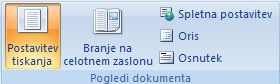 Postavitev
tiskanja
Branje na
celotnem zaslonu
Spletna postavitev
Oris
Osnutek
Pogledi dokumenta